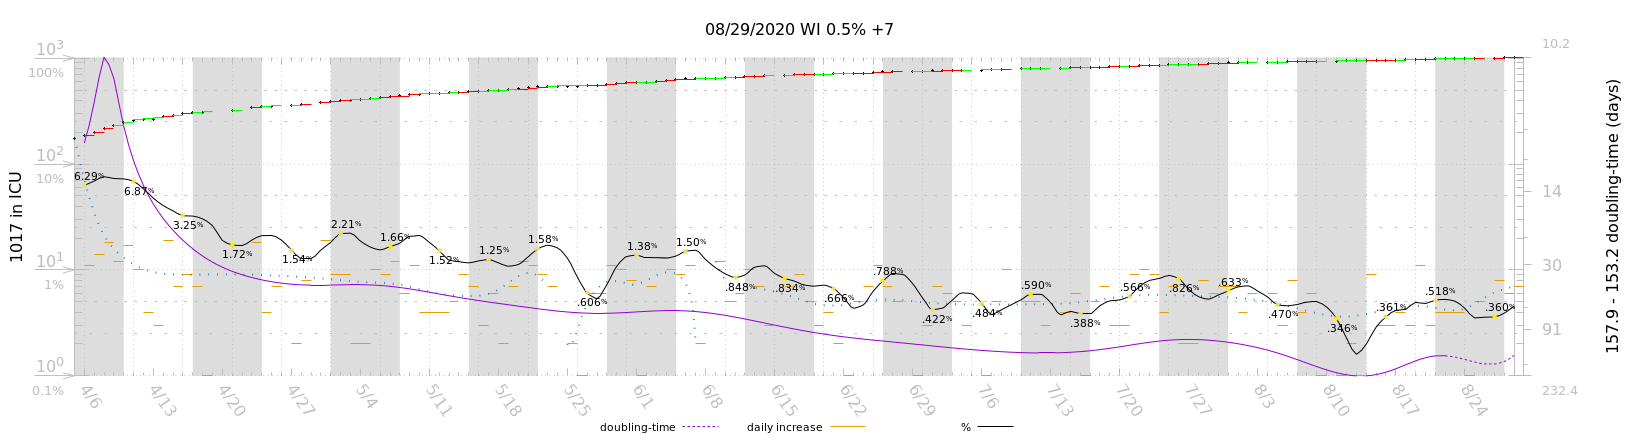 08/29/2020 WI 0.5% +7
10³ 10.2
100%
10² 
10% 14
10¹ 30
1% 91
10⁰
0.1% 232.4
1017 in ICU
157.9 - 153.2 doubling-time (days)
6.29% 6.87% 3.25% 1.72% 1.54% 2.21% 1.66% 1.52% 1.25% 1.58% .606% 1.38% 1.50% .848% .834% .666% .788% .422% .484% .590% .388% .566% .826% .633% .470% .346% .361% .518% .360%
4/6 4/13 4/20 4/27 5/4 5/11 5/18 5/25 6/1 6/8 6/15 6/22 6/29 7/6 7/13 7/20 7/27 8/3 8/10 8/17 8/24
doubling-time daily increase %